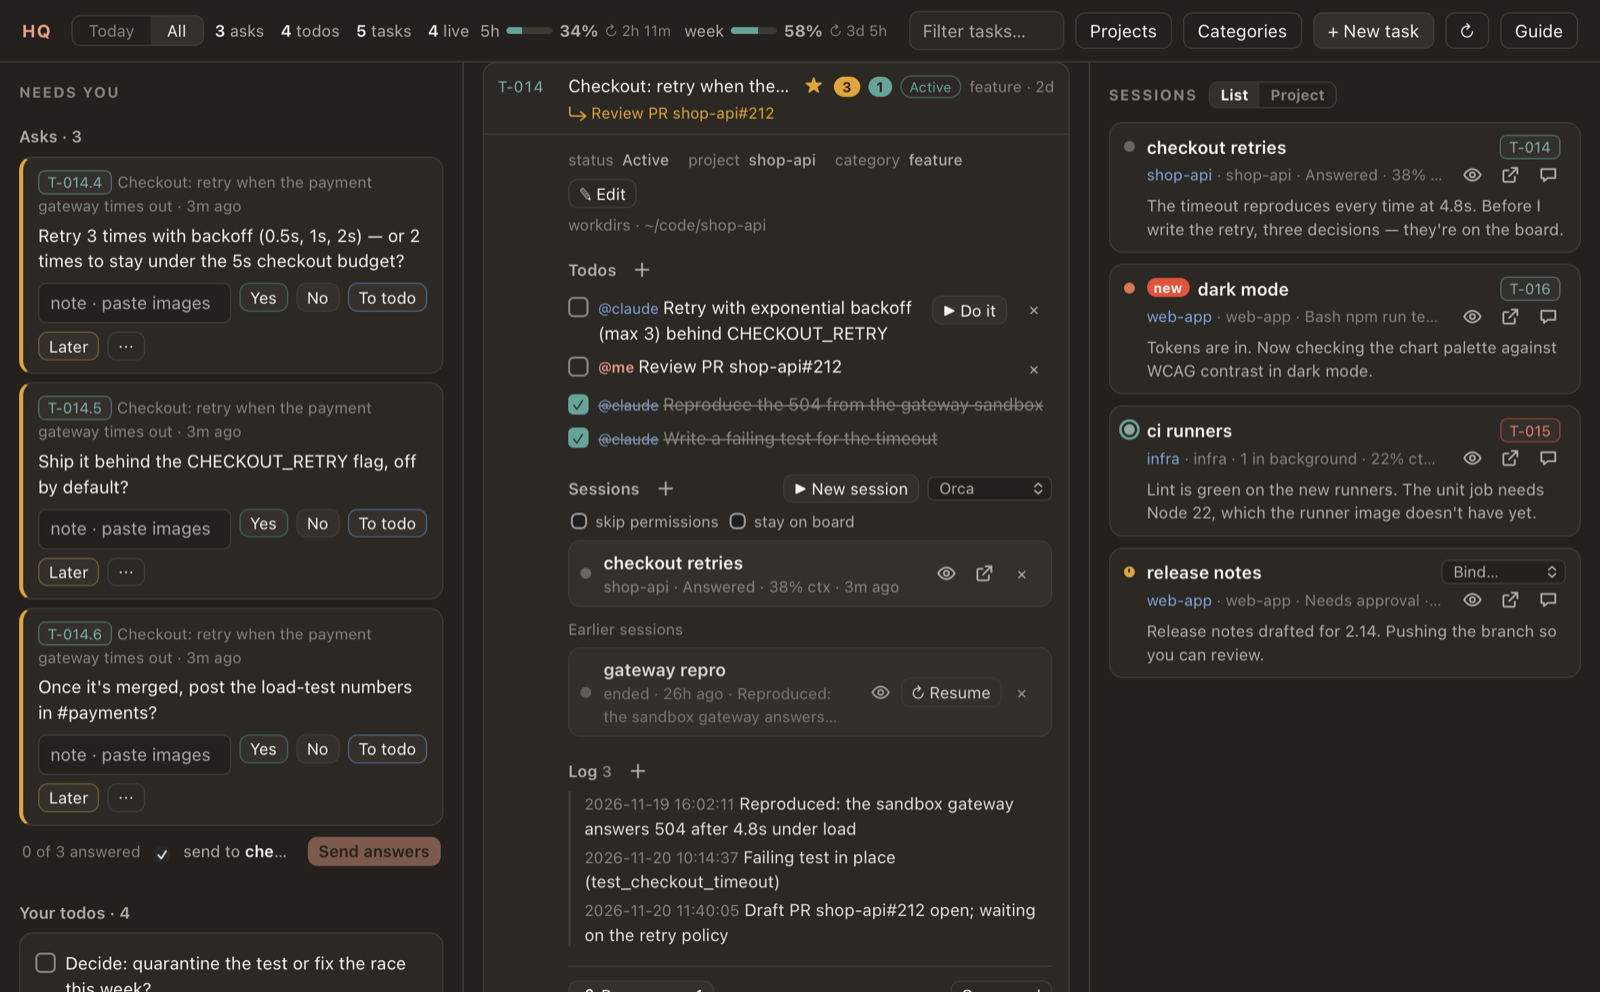 HQ Today All 3 asks 4 todos 5 tasks 4 live 5h 34% 2h 11m week 58% 3d 5h Filter tasks... Projects Categories + New task Guide
NEEDS YOU
Asks · 3
T-014.4 Checkout: retry when the payment
gateway times out · 3m ago
Retry 3 times with backoff (0.5s, 1s, 2s) — or 2
times to stay under the 5s checkout budget?
note · paste images Yes No To todo
Later ···
T-014.5 Checkout: retry when the payment
gateway times out · 3m ago
Ship it behind the CHECKOUT_RETRY flag, off
by default?
note · paste images Yes No To todo
Later ···
T-014.6 Checkout: retry when the payment
gateway times out · 3m ago
Once it's merged, post the load-test numbers
in #payments?
note · paste images Yes No To todo
Later ···
0 of 3 answered send to che... Send answers
Your todos · 4
Decide: quarantine the test or fix the race
this week?
T-014 Checkout: retry when the... 3 1 Active feature · 2d
Review PR shop-api#212
status Active project shop-api category feature
Edit
workdirs · ~/code/shop-api
Todos +
@claude Retry with exponential backoff
(max 3) behind CHECKOUT_RETRY
Do it ×
@me Review PR shop-api#212 ×
@claude Reproduce the 504 from the gateway sandbox
@claude Write a failing test for the timeout
Sessions + New session Orca
skip permissions stay on board
checkout retries
shop-api · Answered · 38% ctx · 3m ago ×
Earlier sessions
gateway repro
ended · 26h ago · Reproduced:
the sandbox gateway answers...
Resume ×
Log 3 +
2026-11-19 16:02:11 Reproduced: the sandbox gateway
answers 504 after 4.8s under load
2026-11-20 10:14:37 Failing test in place
(test_checkout_timeout)
2026-11-20 11:40:05 Draft PR shop-api#212 open; waiting
on the retry policy
SESSIONS List Project
checkout retries T-014
shop-api · shop-api · Answered · 38% ...
The timeout reproduces every time at 4.8s. Before I
write the retry, three decisions — they're on the board.
new dark mode T-016
web-app · web-app · Bash npm run te...
Tokens are in. Now checking the chart palette against
WCAG contrast in dark mode.
ci runners T-015
infra · infra · 1 in background · 22% ct...
Lint is green on the new runners. The unit job needs
Node 22, which the runner image doesn't have yet.
release notes Bind...
web-app · web-app · Needs approval ·...
Release notes drafted for 2.14. Pushing the branch so
you can review.